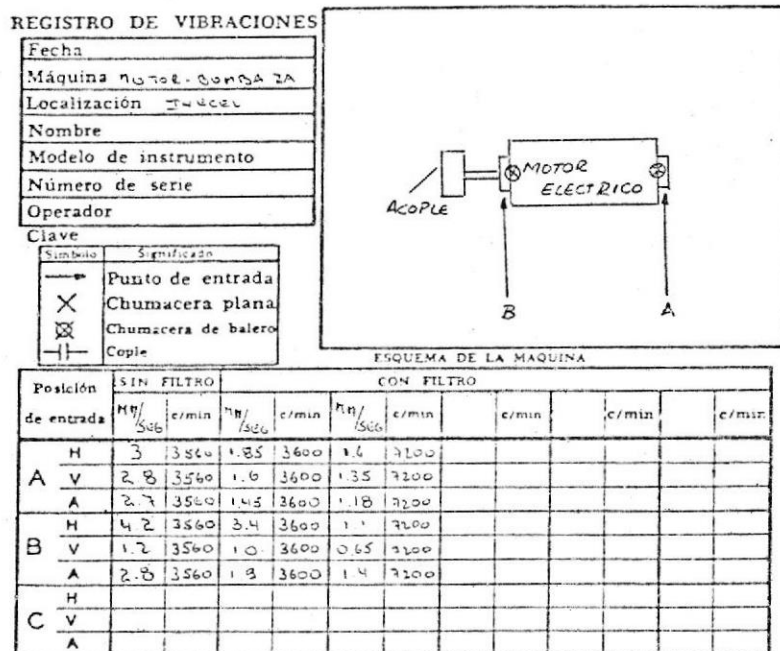 REGISTRO DE VIBRACIONES
Fecha
Máquina MOTOR-BOMBA 2A
Localización
Nombre
Modelo de instrumento
Número de serie
Operador
Clave
Símbolo Significado
Punto de entrada
Chumacera plana
Chumacera de balero
Cople
ACOPLE
MOTOR
ELECTRICO
B A
ESQUEMA DE LA MAQUINA
Posición de entrada SIN FILTRO CON FILTRO
MM/SEG c/min MM/SEG c/min MM/SEG c/min c/min c/min c/min
A H 3 3560 1.85 3600 1.6 7200
V 2.8 3560 1.6 3600 1.35 7200
A 2.7 3560 1.45 3600 1.18 7200
B H 4.2 3560 3.4 3600 1.1 7200
V 1.2 3560 1.0 3600 0.65 7200
A 2.8 3560 1.9 3600 1.4 7200
C H
V
A